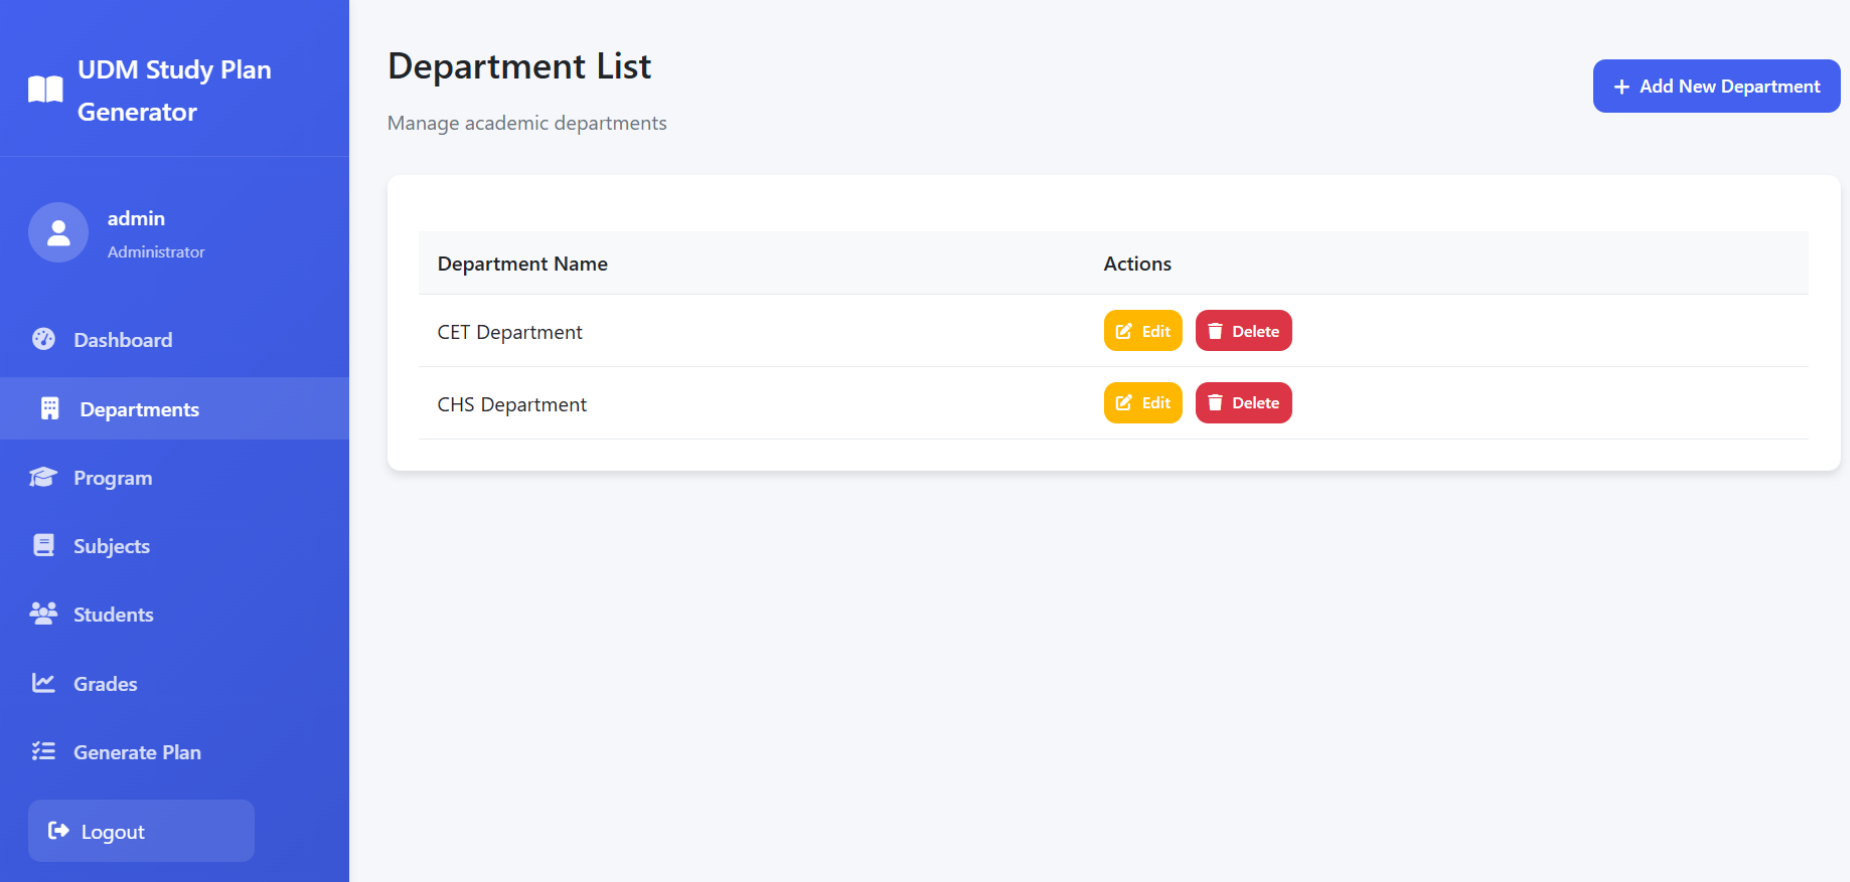 UDM Study Plan
Generator
admin
Administrator
Dashboard
Departments
Program
Subjects
Students
Grades
Generate Plan
Logout
Department List
Manage academic departments
+ Add New Department
Department Name Actions
CET Department Edit Delete
CHS Department Edit Delete